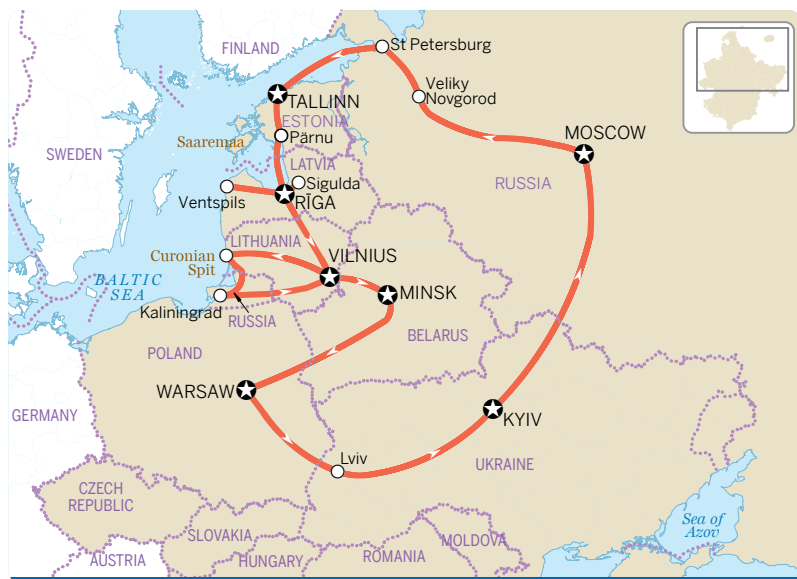 FINLAND
St Petersburg
Veliky
Novgorod
TALLINN
ESTONIA
Pärnu
MOSCOW
Saaremaa
SWEDEN
LATVIA
Sigulda
RUSSIA
Ventspils
RĪGA
LITHUANIA
VILNIUS
Curonian
Spit
BALTIC
SEA
MINSK
Kaliningrad
RUSSIA
BELARUS
POLAND
WARSAW
GERMANY
KYIV
Lviv
UKRAINE
CZECH
REPUBLIC
Sea of
Azov
SLOVAKIA
MOLDOVA
AUSTRIA
HUNGARY
ROMANIA